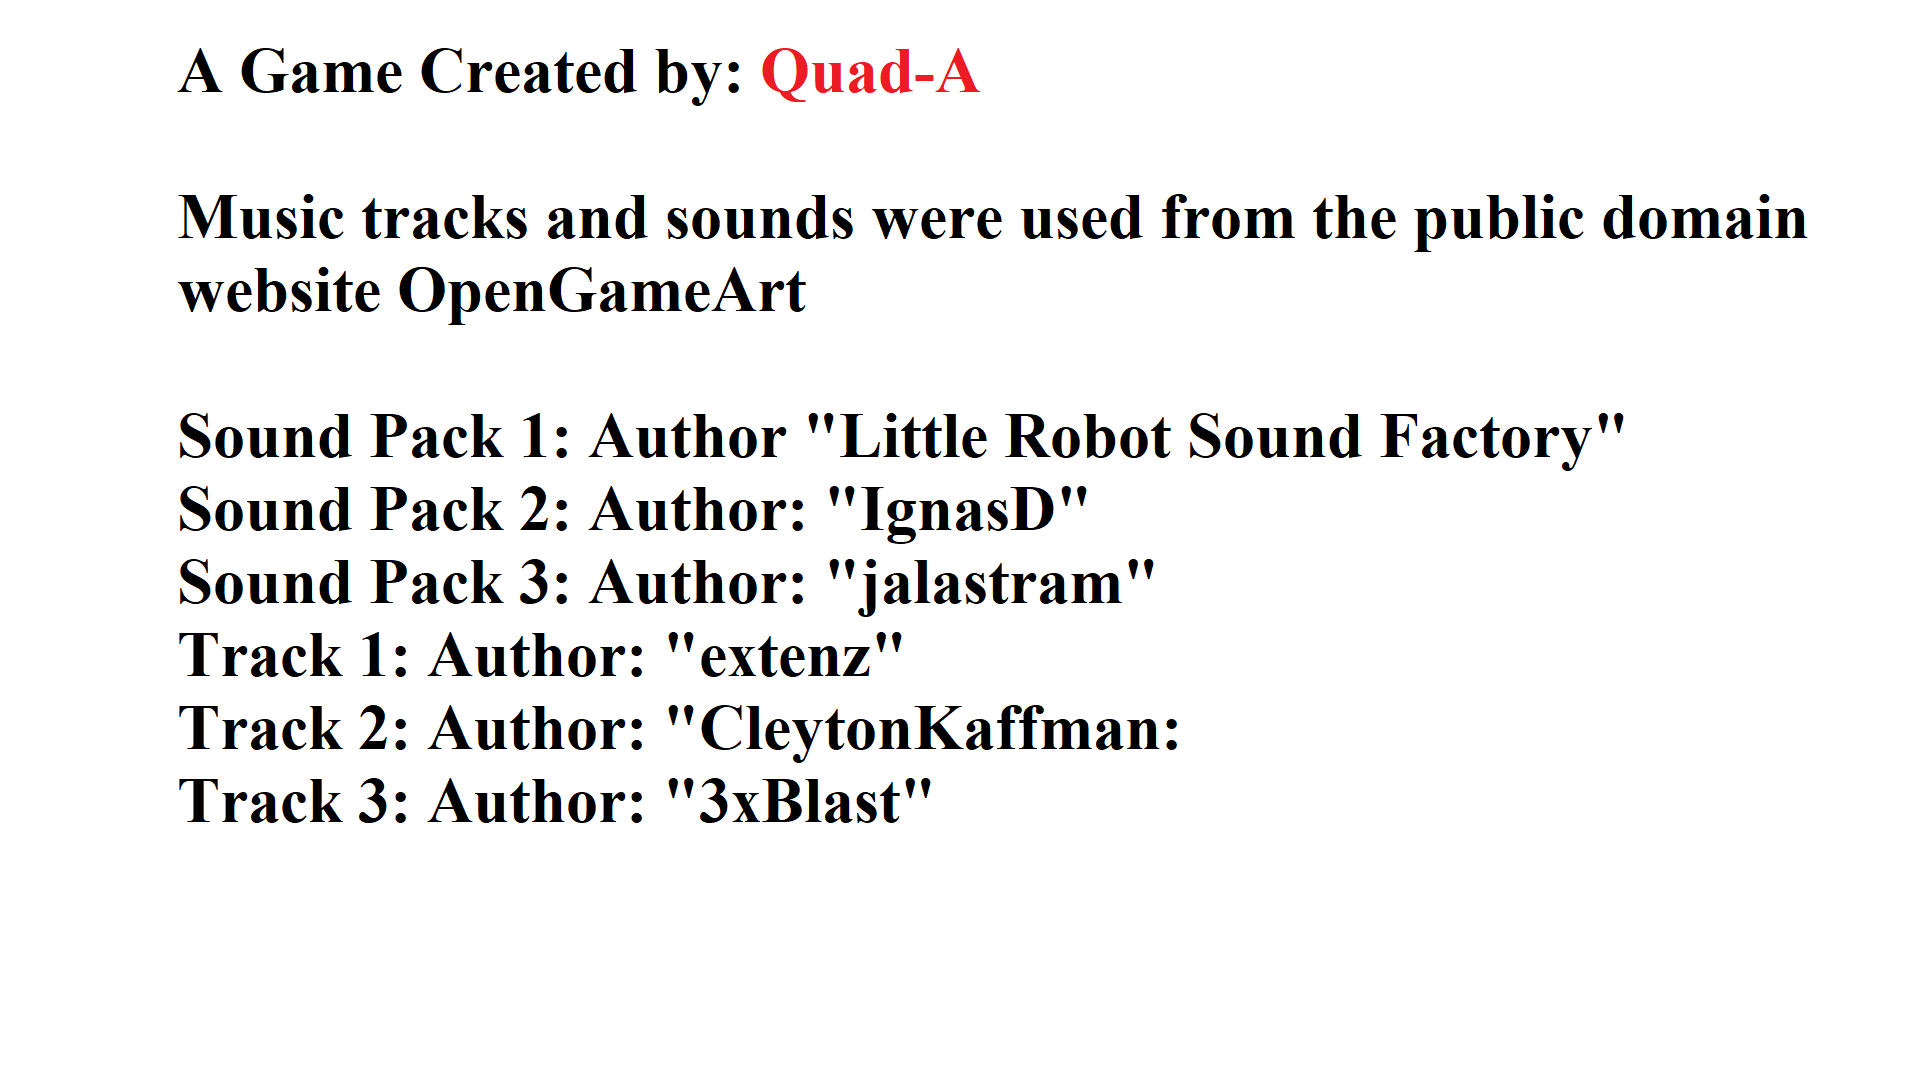 A Game Created by: Quad-A
Music tracks and sounds were used from the public domain
website OpenGameArt
Sound Pack 1: Author "Little Robot Sound Factory"
Sound Pack 2: Author: "IgnasD"
Sound Pack 3: Author: "jalastram"
Track 1: Author: "extenz"
Track 2: Author: "CleytonKaffman:
Track 3: Author: "3xBlast"